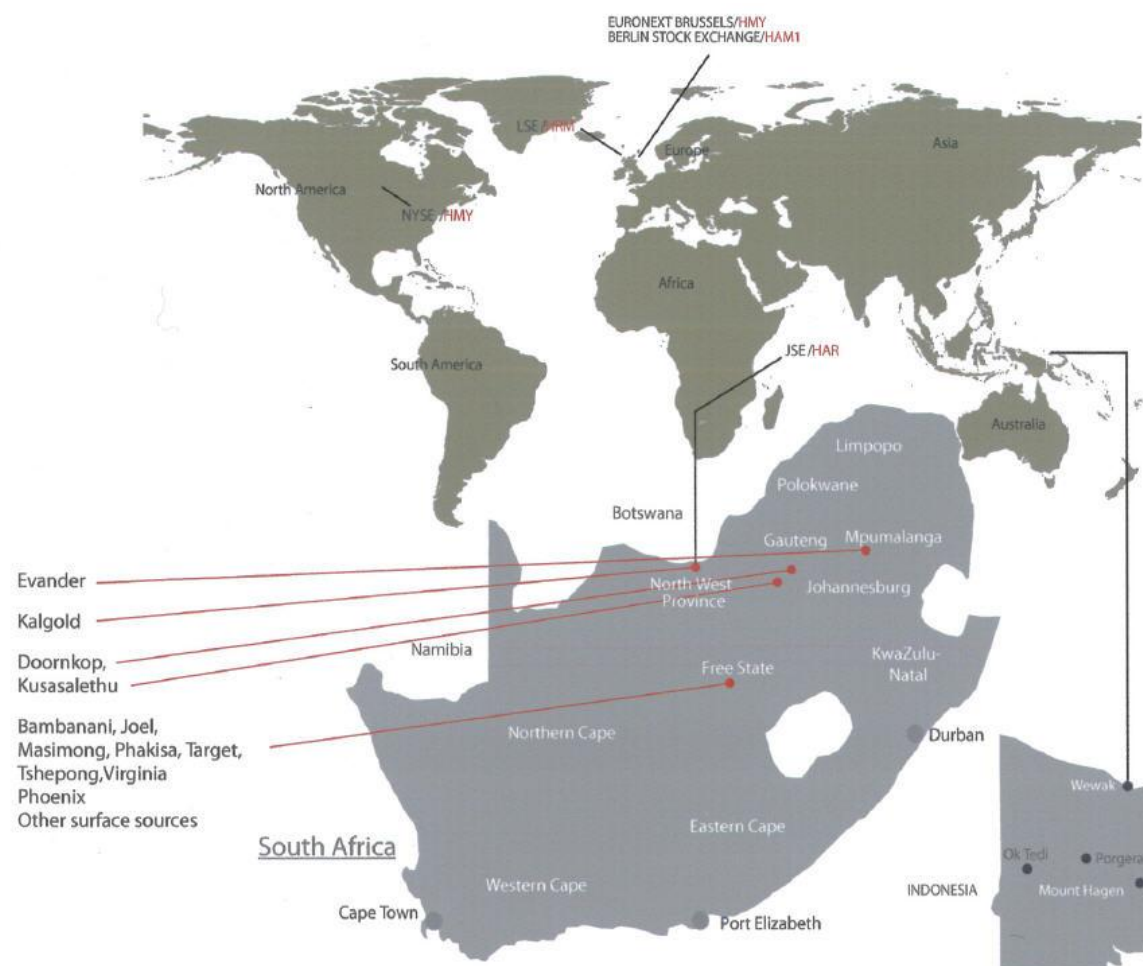 EURONEXT BRUSSELS/HMY
BERLIN STOCK EXCHANGE/HAM1
LSE/HRM
Europe
Asia
North America
NYSE/HMY
Africa
South America
JSE/HAR
Australia
Limpopo
Polokwane
Botswana
Gauteng
Mpumalanga
Evander
North West
Province
Johannesburg
Kalgold
Namibia
Doornkop,
Kusasalethu
Free State
KwaZulu-
Natal
Bambanani, Joel,
Masimong, Phakisa, Target,
Tshepong,Virginia
Phoenix
Other surface sources
Northern Cape
Durban
Wewak
Eastern Cape
South Africa
Ok Tedi
Porgera
Western Cape
INDONESIA
Mount Hagen
Cape Town
Port Elizabeth